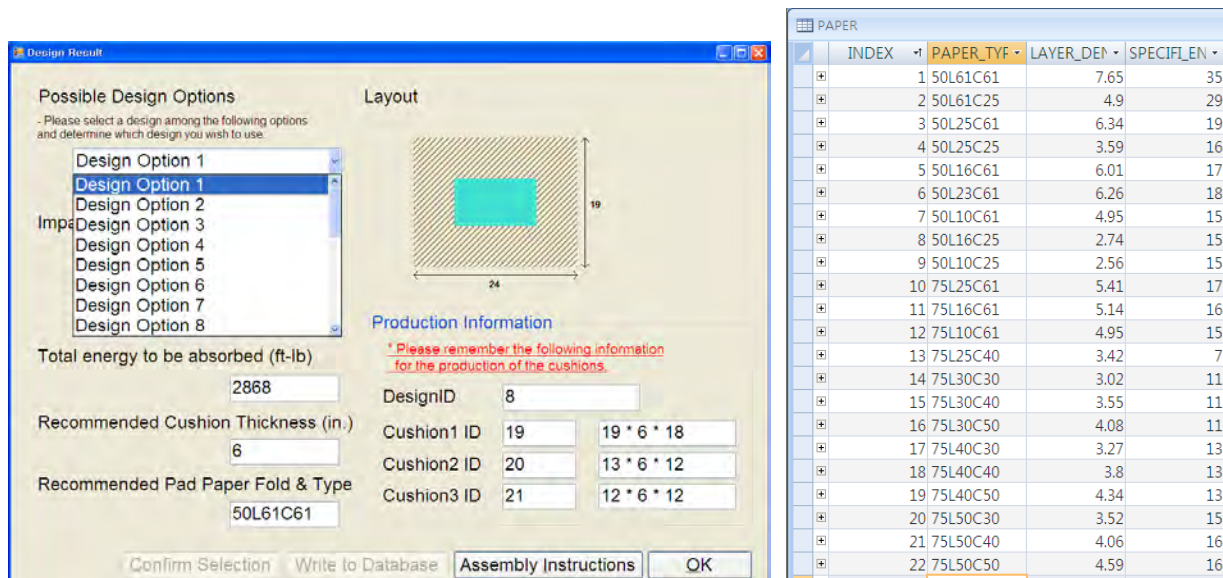 Design Result
Possible Design Options
- Please select a design among the following options
and determine which design you wish to use.
Design Option 1
Design Option 1
Design Option 2
Design Option 3
Design Option 4
Design Option 5
Design Option 6
Design Option 7
Design Option 8
Total energy to be absorbed (ft-lb)
2868
Recommended Cushion Thickness (in.)
6
Recommended Pad Paper Fold & Type
50L61C61
Layout
19
24
Production Information
* Please remember the following information
for the production of the cushions.
DesignID 8
Cushion1 ID 19 19 * 6 * 18
Cushion2 ID 20 13 * 6 * 12
Cushion3 ID 21 12 * 6 * 12
Confirm Selection Write to Database Assembly Instructions OK
PAPER
INDEX PAPER_TYF LAYER_DEN SPECIFI_EN
1 50L61C61 7.65 35
2 50L61C25 4.9 29
3 50L25C61 6.34 19
4 50L25C25 3.59 16
5 50L16C61 6.01 17
6 50L23C61 6.26 18
7 50L10C61 4.95 15
8 50L16C25 2.74 15
9 50L10C25 2.56 15
10 75L25C61 5.41 17
11 75L16C61 5.14 16
12 75L10C61 4.95 15
13 75L25C40 3.42 7
14 75L30C30 3.02 11
15 75L30C40 3.55 11
16 75L30C50 4.08 11
17 75L40C30 3.27 13
18 75L40C40 3.8 13
19 75L40C50 4.34 13
20 75L50C30 3.52 15
21 75L50C40 4.06 16
22 75L50C50 4.59 16